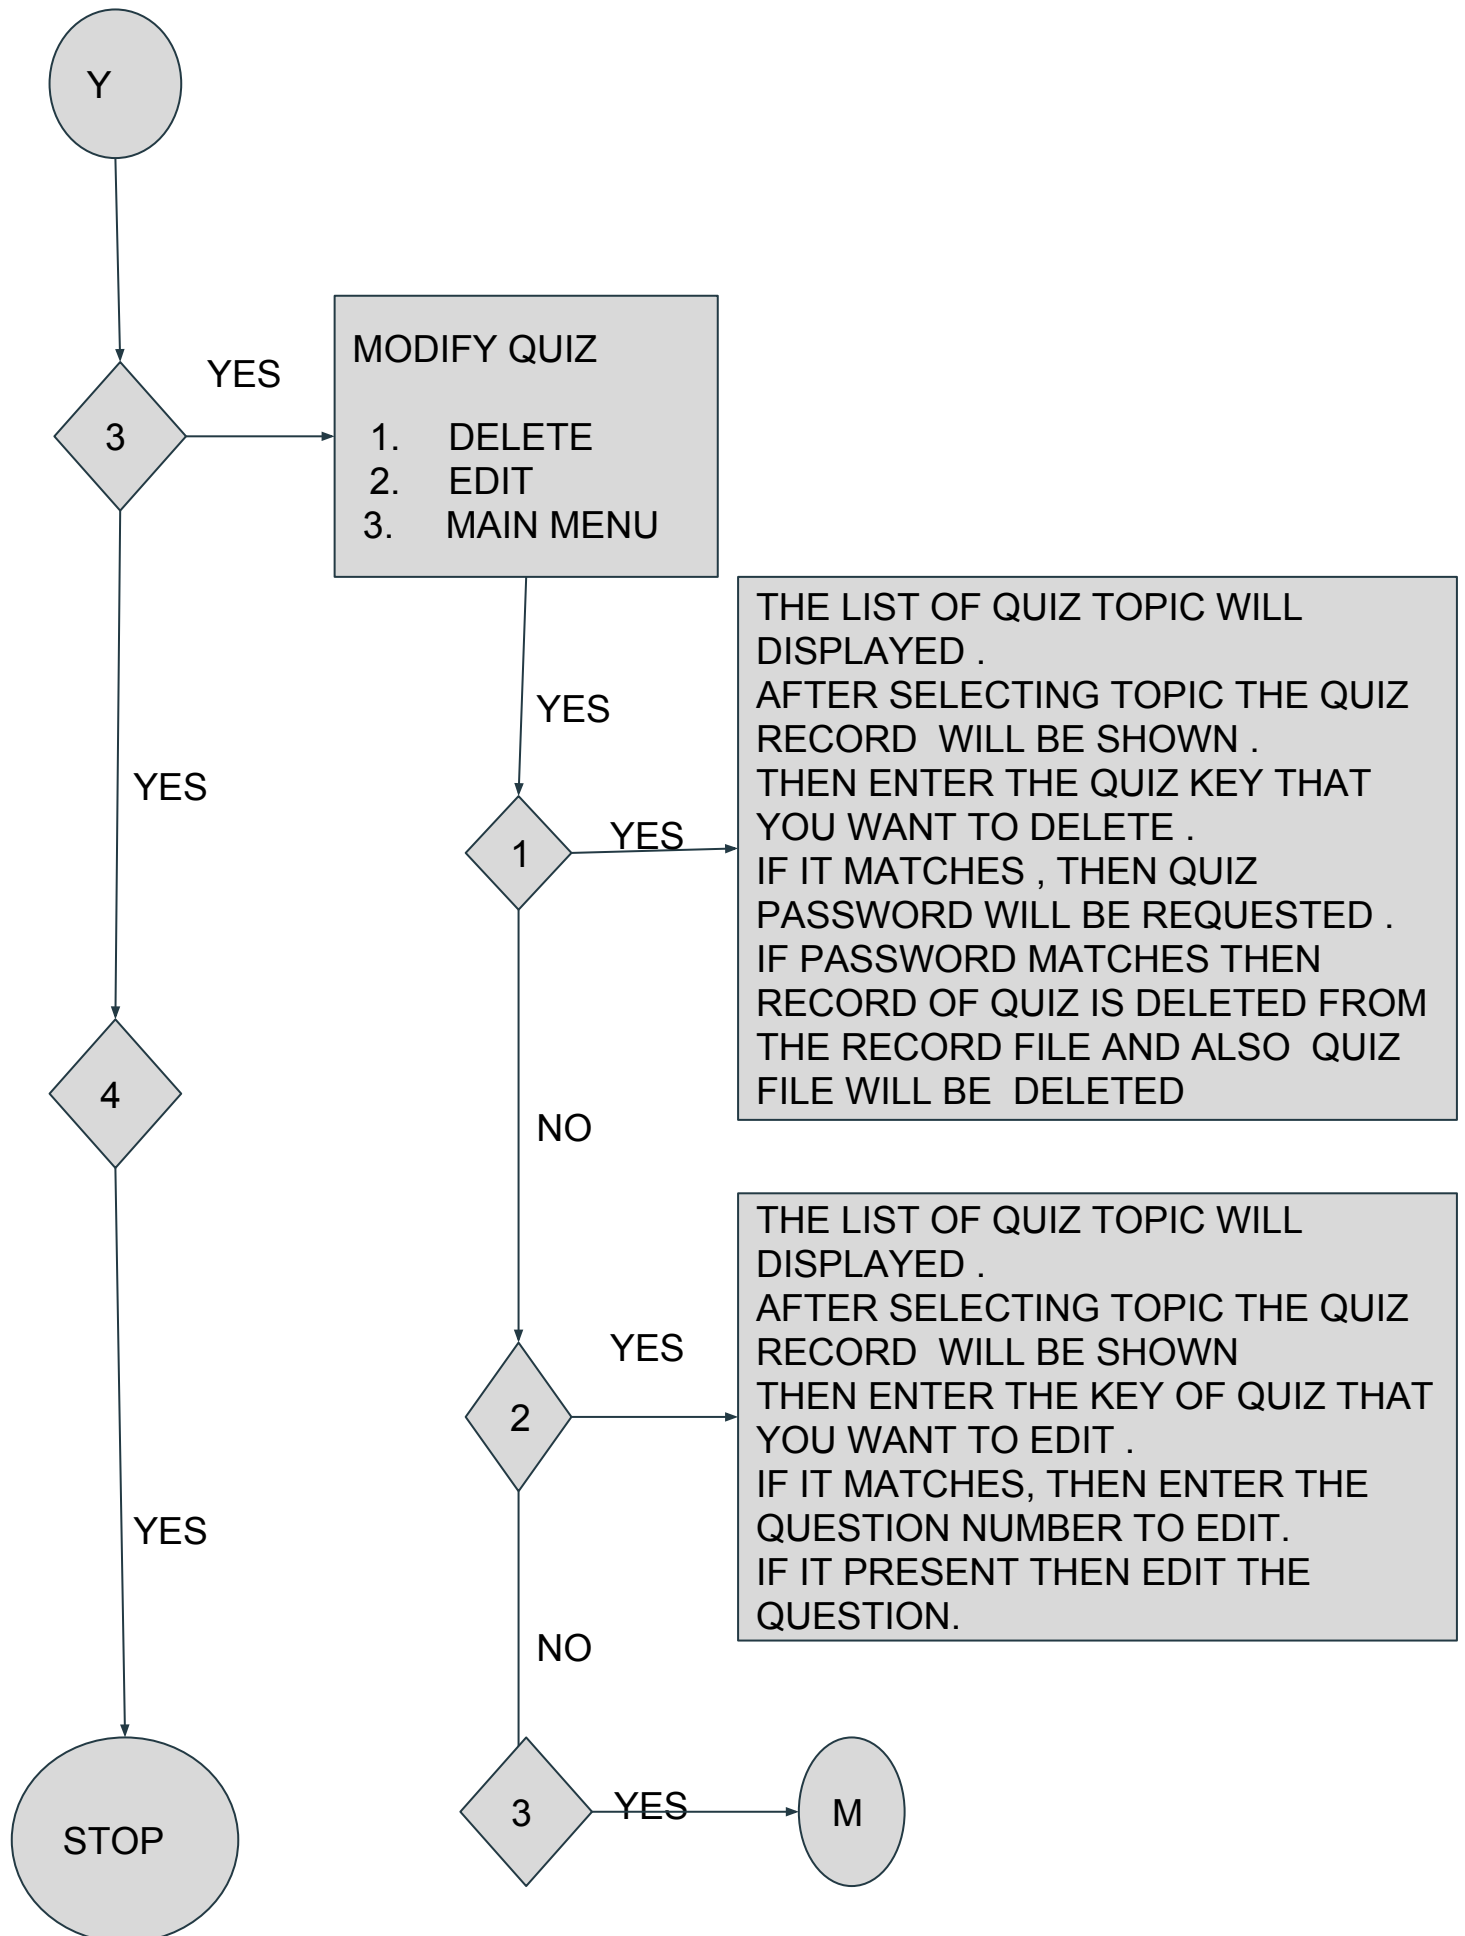 Y
3
YES
MODIFY QUIZ
1. DELETE
2. EDIT
3. MAIN MENU
YES
YES
1
YES
THE LIST OF QUIZ TOPIC WILL
DISPLAYED .
AFTER SELECTING TOPIC THE QUIZ
RECORD  WILL BE SHOWN .
THEN ENTER THE QUIZ KEY THAT
YOU WANT TO DELETE .
IF IT MATCHES , THEN QUIZ
PASSWORD WILL BE REQUESTED .
IF PASSWORD MATCHES THEN
RECORD OF QUIZ IS DELETED FROM
THE RECORD FILE AND ALSO  QUIZ
FILE WILL BE  DELETED
4
NO
2
YES
THE LIST OF QUIZ TOPIC WILL
DISPLAYED .
AFTER SELECTING TOPIC THE QUIZ
RECORD  WILL BE SHOWN
THEN ENTER THE KEY OF QUIZ THAT
YOU WANT TO EDIT .
IF IT MATCHES, THEN ENTER THE
QUESTION NUMBER TO EDIT.
IF IT PRESENT THEN EDIT THE
QUESTION.
YES
NO
STOP
3
YES
M